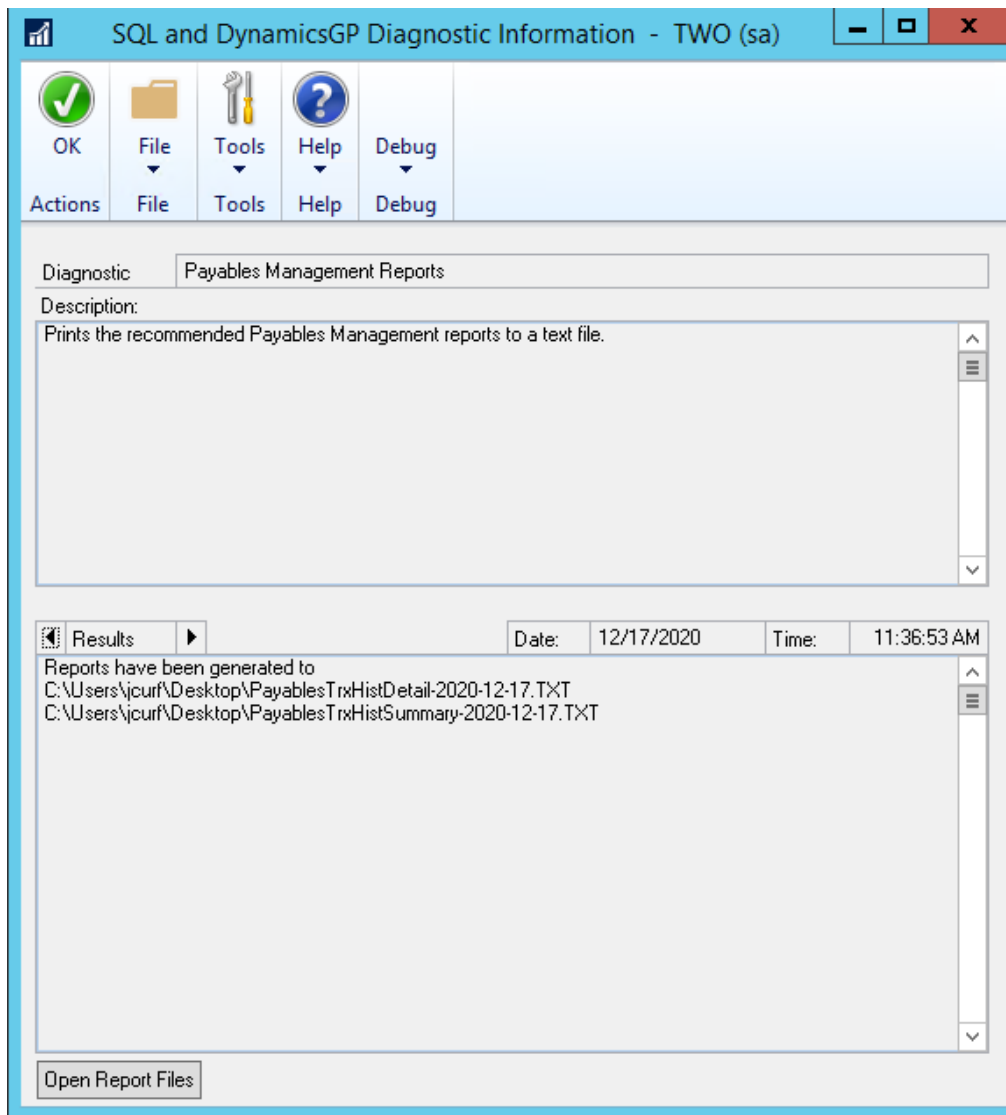 SQL and DynamicsGP Diagnostic Information - TWO (sa)
OK File Tools Help Debug
Actions File Tools Help Debug
Diagnostic Payables Management Reports
Description:
Prints the recommended Payables Management reports to a text file.
Results Date: 12/17/2020 Time: 11:36:53 AM
Reports have been generated to
C:\Users\jcurf\Desktop\PayablesTrxHistDetail-2020-12-17.TXT
C:\Users\jcurf\Desktop\PayablesTrxHistSummary-2020-12-17.TXT
Open Report Files